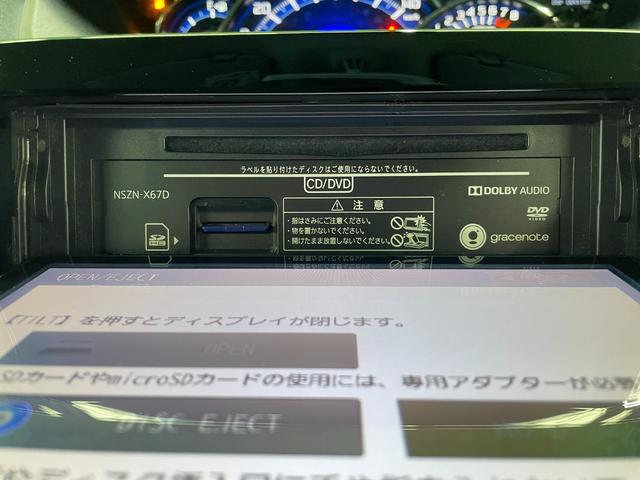 140
2345678
ラベルを貼り付けたディスクはご使用にならないでください。
CD/DVD
NSZN-X67D
DOLBY AUDIO
⚠ 注意
・指はさみにご注意ください。
・物を置かないでください。
・開けたまま放置しないでください。
DVD
VIDEO
gracenote
OPEN/EJECT
【TILT】を押すとディスプレイが閉じます。
OPEN
SDカードやmicroSDカードの使用には、専用アダプターが必要
DISC EJECT